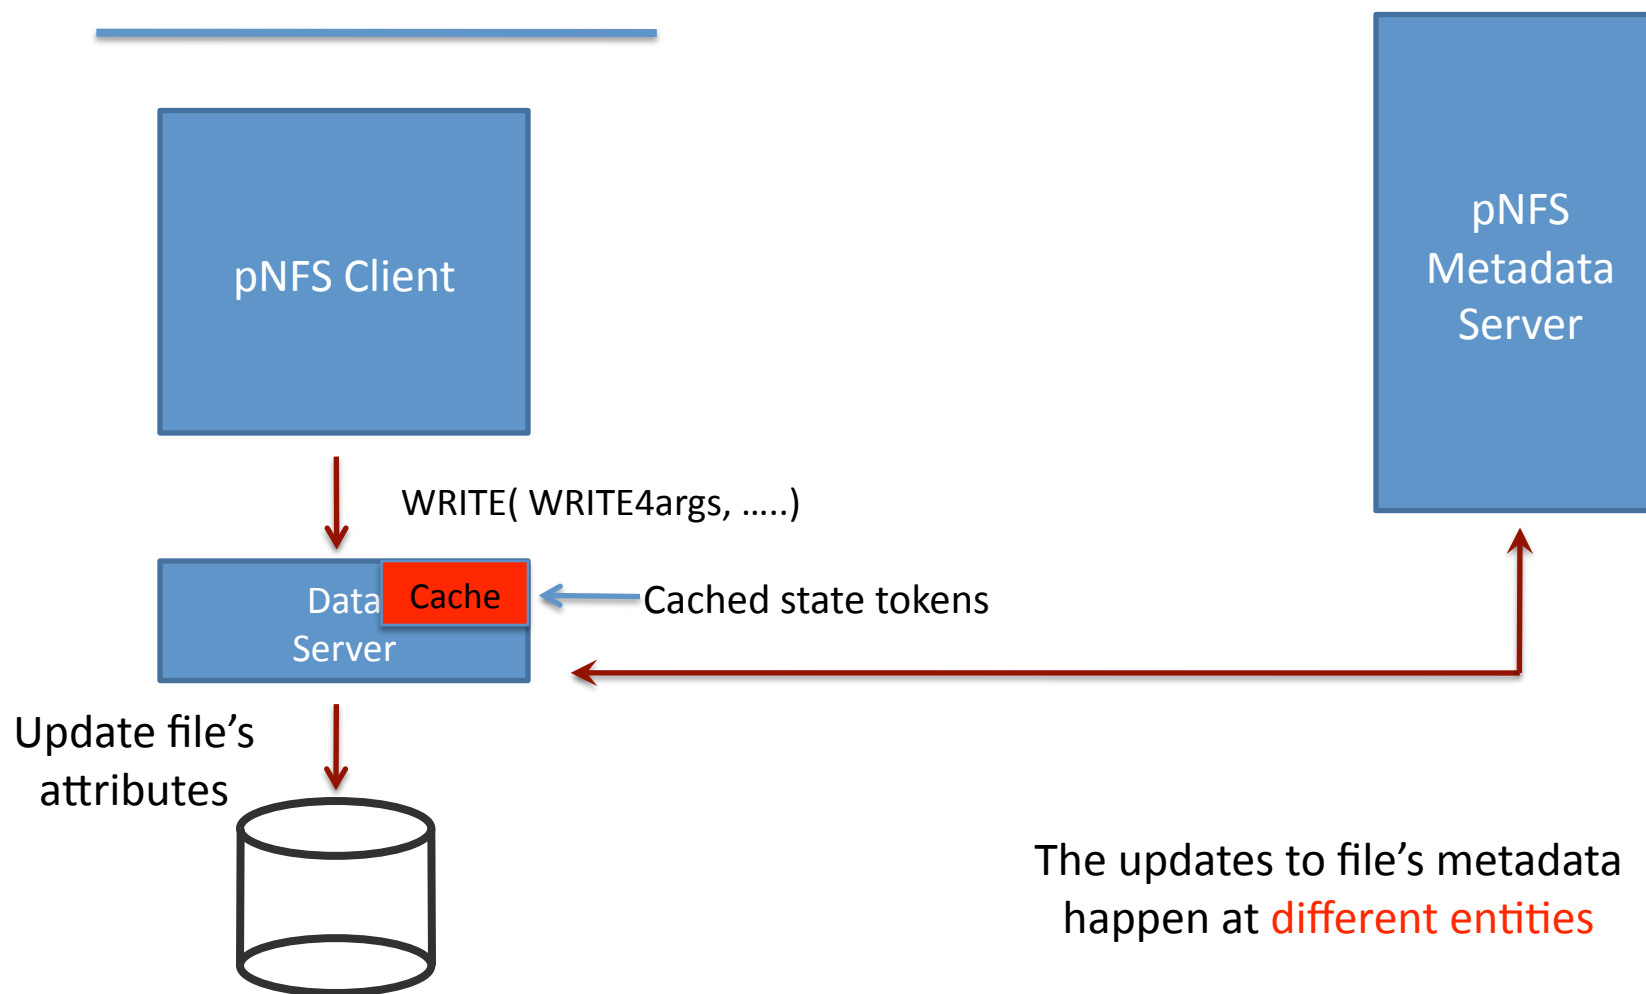 pNFS Client
pNFS
Metadata
Server
WRITE( WRITE4args, .....)
Data
Server
Cache
Cached state tokens
Update file’s
attributes
The updates to file’s metadata
happen at different entities